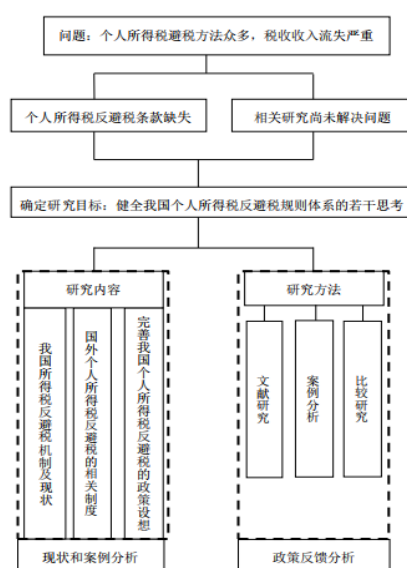 问题：个人所得税避税方法众多，税收收入流失严重
个人所得税反避税条款缺失
相关研究尚未解决问题
确定研究目标：健全我国个人所得税反避税规则体系的若干思考
研究内容
我国所得税反避税机制及现状
国外个人所得税反避税的相关制度
完善我国个人所得税反避税的政策设想
研究方法
文献研究
案例分析
比较研究
现状和案例分析
政策反馈分析